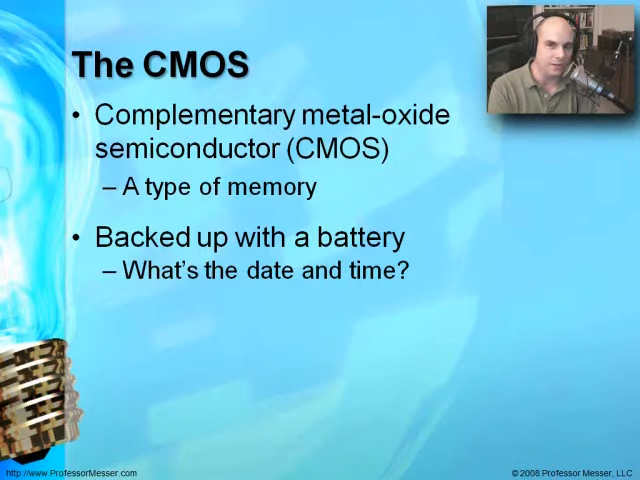 The CMOS
• Complementary metal-oxide
semiconductor (CMOS)
– A type of memory
• Backed up with a battery
– What's the date and time?
http://www.ProfessorMesser.com
© 2008 Professor Messer, LLC